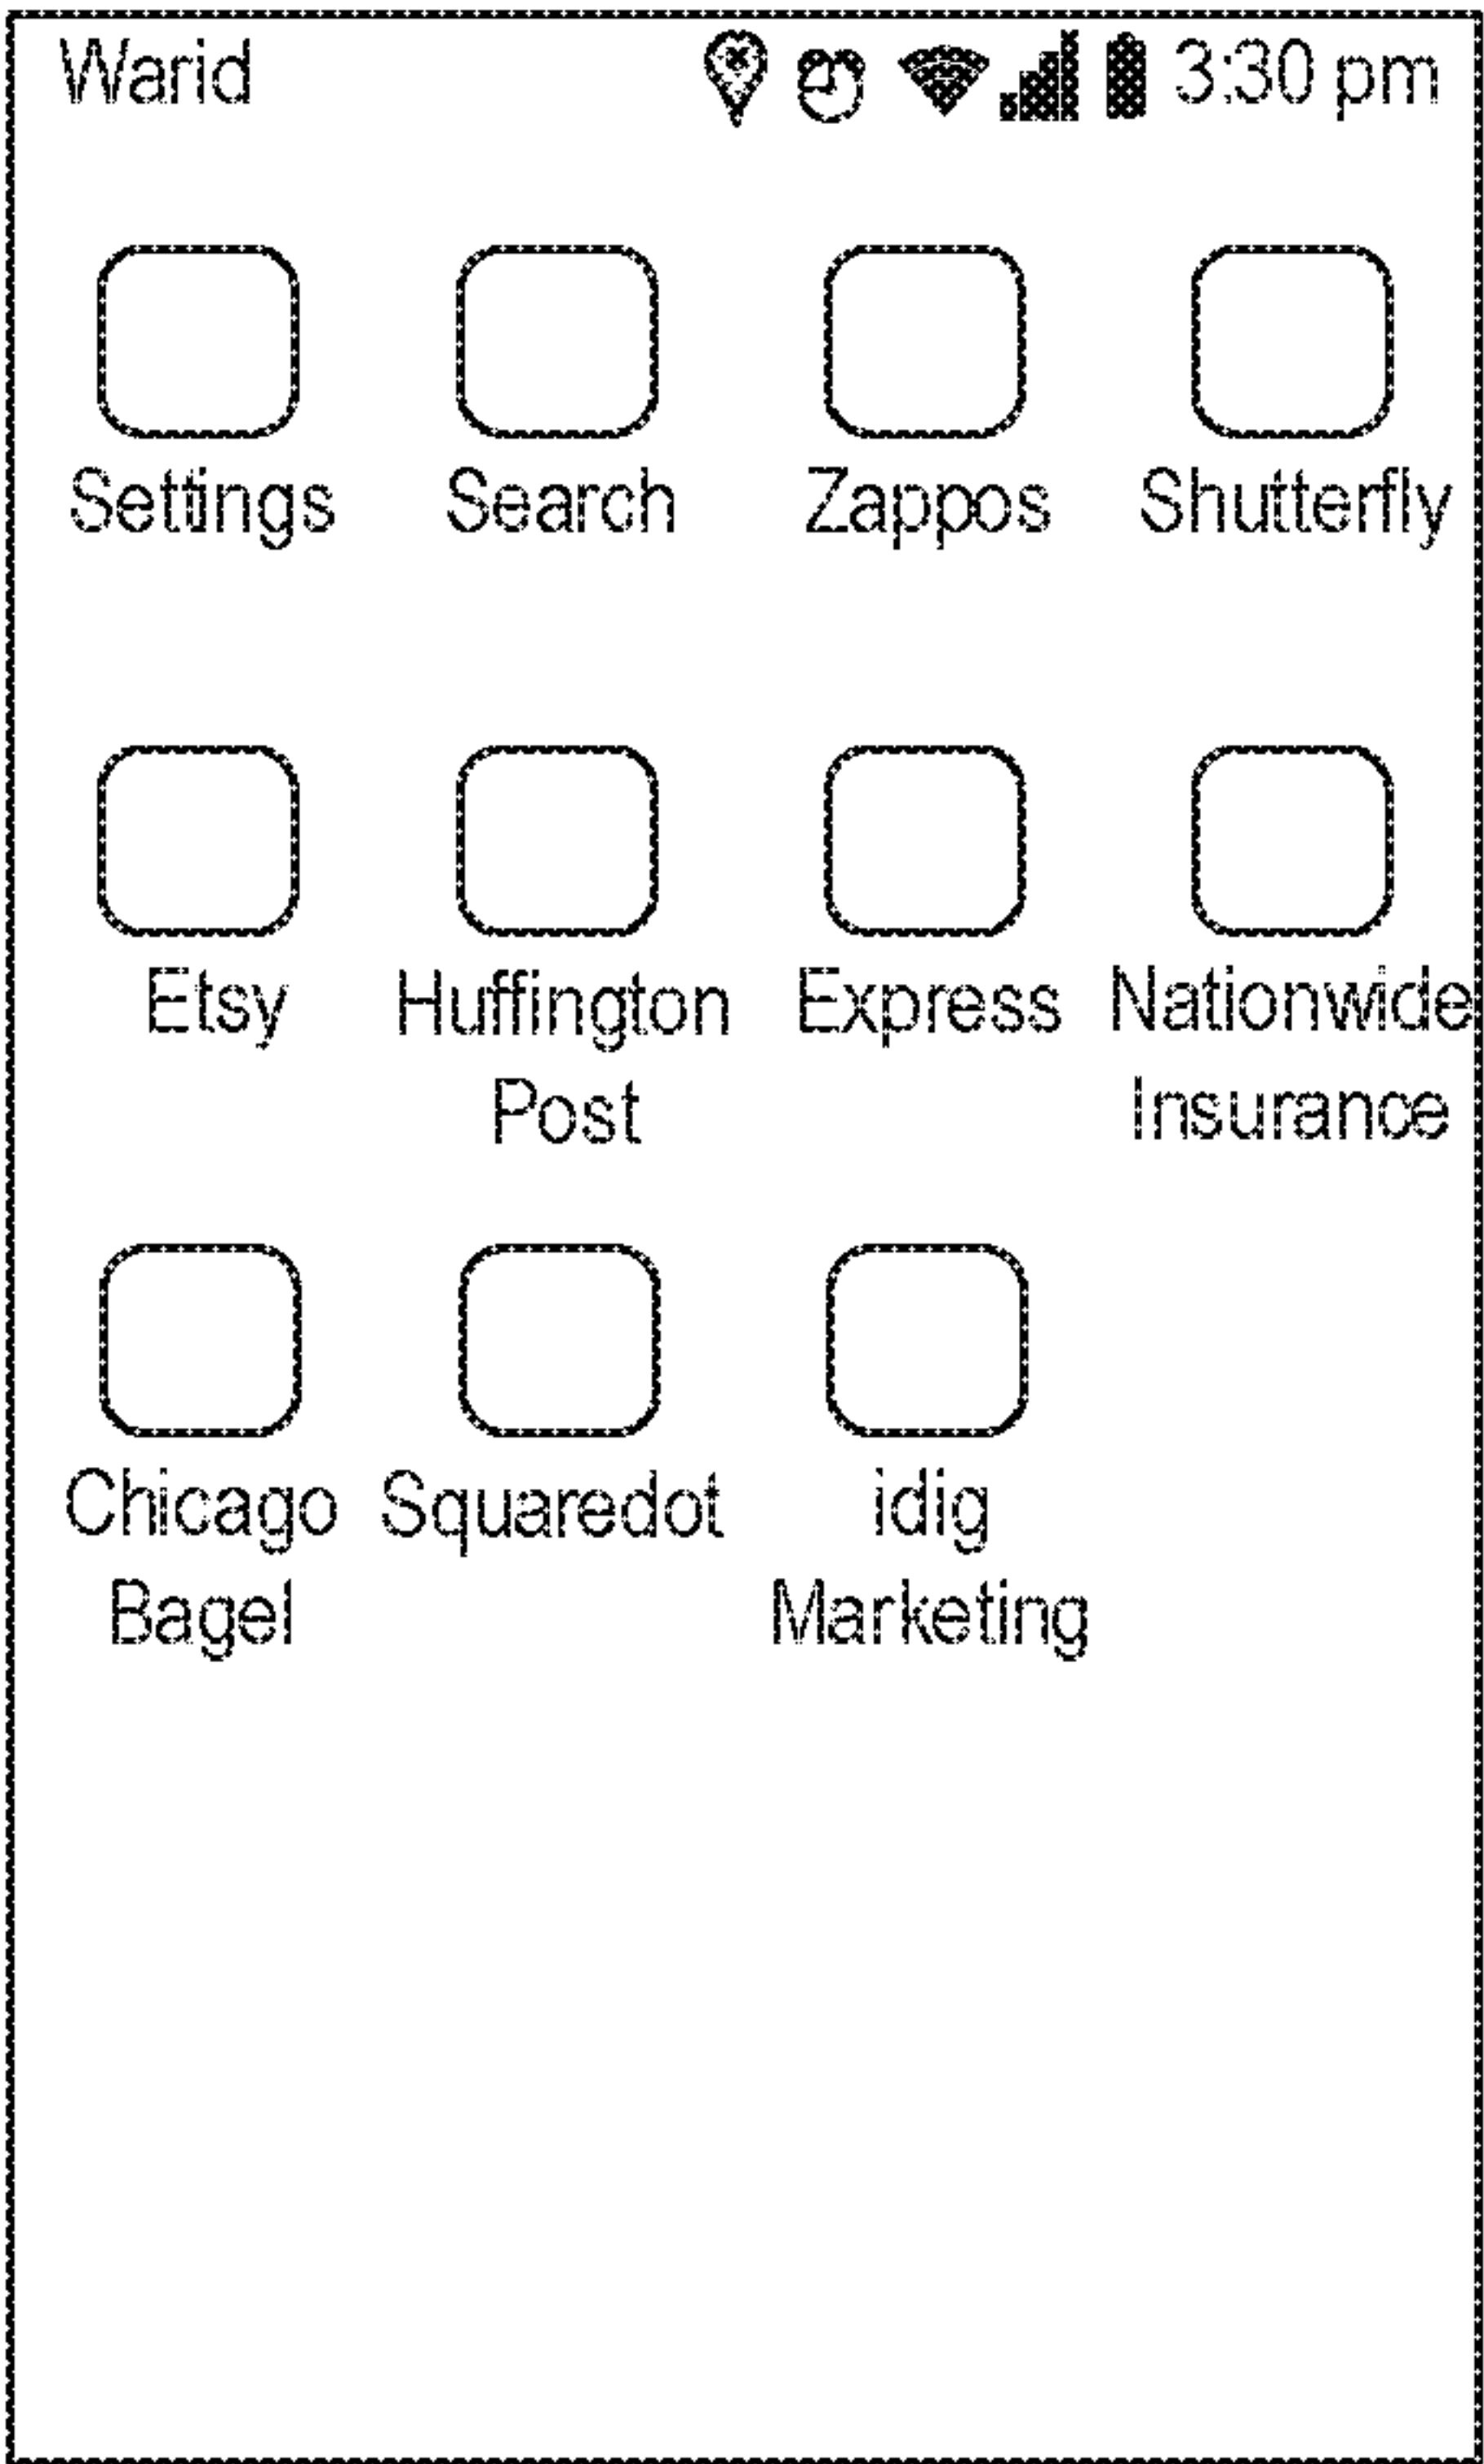 Warid 3:30 pm
Settings Search Zappos Shutterfly
Etsy Huffington Express Nationwide
Post Insurance
Chicago Squaredot idig
Bagel Marketing